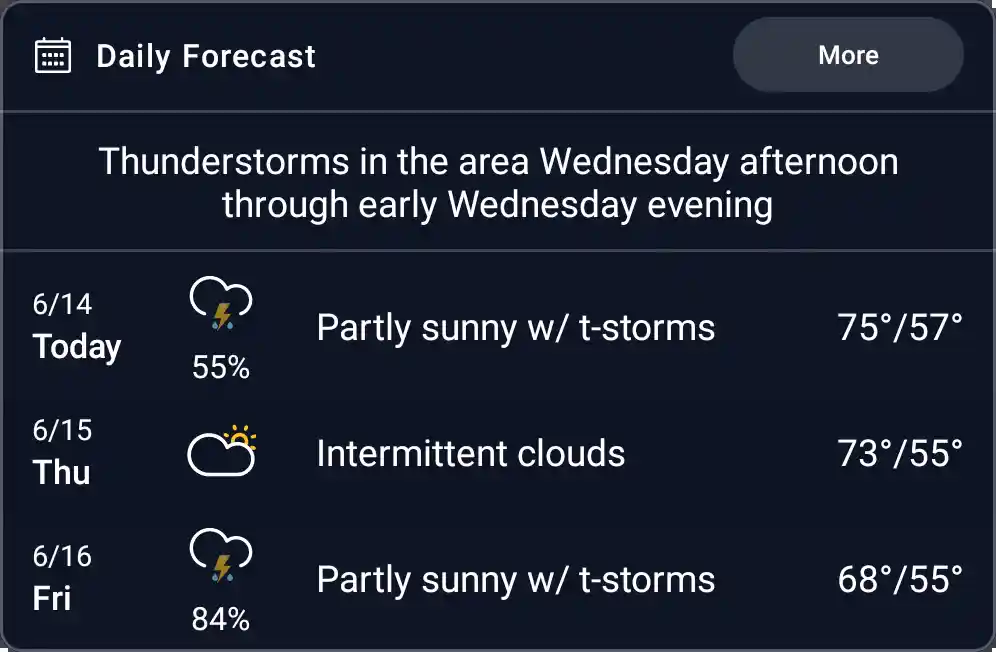 Daily Forecast
More
Thunderstorms in the area Wednesday afternoon
through early Wednesday evening
6/14
Today
55%
Partly sunny w/ t-storms
75°/57°
6/15
Thu
Intermittent clouds
73°/55°
6/16
Fri
84%
Partly sunny w/ t-storms
68°/55°